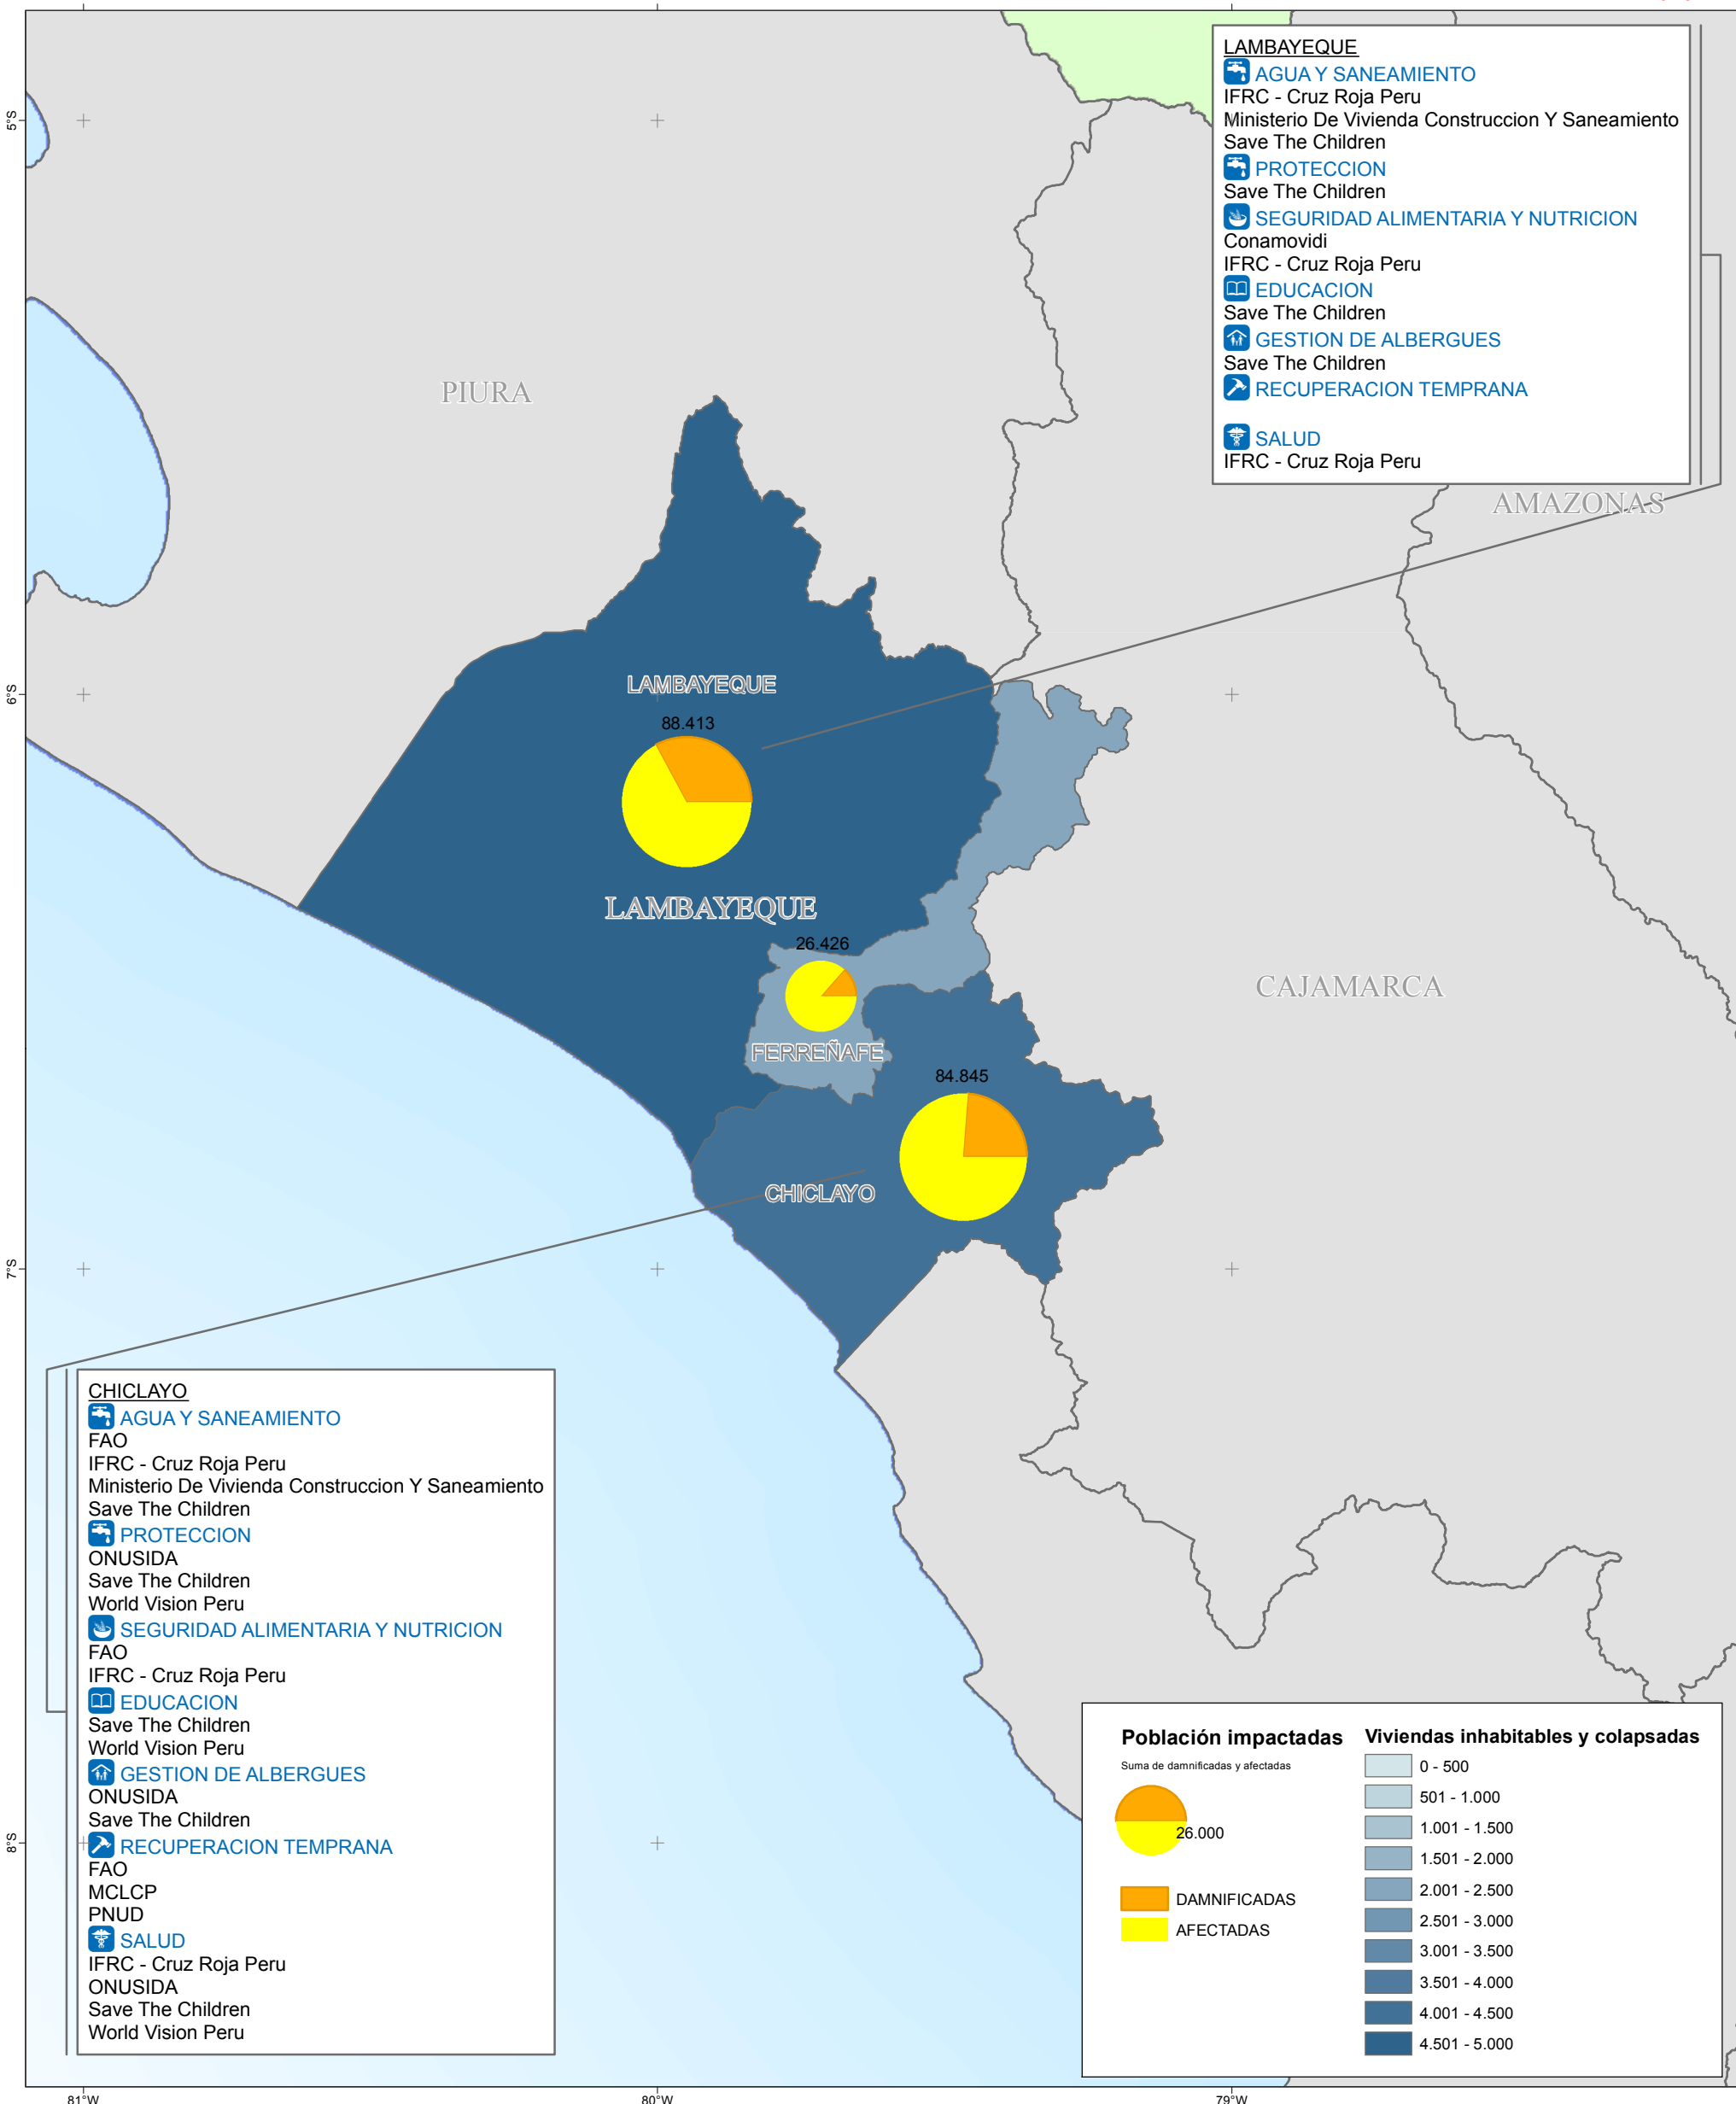 LAMBAYEQUE
AGUA Y SANEAMIENTO
IFRC - Cruz Roja Peru
Ministerio De Vivienda Construccion Y Saneamiento
Save The Children
PROTECCION
Save The Children
SEGURIDAD ALIMENTARIA Y NUTRICION
Conamovidi
IFRC - Cruz Roja Peru
EDUCACION
Save The Children
GESTION DE ALBERGUES
Save The Children
RECUPERACION TEMPRANA
SALUD
IFRC - Cruz Roja Peru
5°S
PIURA
AMAZONAS
6°S
LAMBAYEQUE
88.413
LAMBAYEQUE
26.426
CAJAMARCA
FERREÑAFE
84.845
CHICLAYO
7°S
CHICLAYO
AGUA Y SANEAMIENTO
FAO
IFRC - Cruz Roja Peru
Ministerio De Vivienda Construccion Y Saneamiento
Save The Children
PROTECCION
ONUSIDA
Save The Children
World Vision Peru
SEGURIDAD ALIMENTARIA Y NUTRICION
FAO
IFRC - Cruz Roja Peru
EDUCACION
Save The Children
World Vision Peru
GESTION DE ALBERGUES
ONUSIDA
Save The Children
RECUPERACION TEMPRANA
FAO
MCLCP
PNUD
SALUD
IFRC - Cruz Roja Peru
ONUSIDA
Save The Children
World Vision Peru
8°S
Población impactadas
Suma de damnificadas y afectadas
26.000
DAMNIFICADAS
AFECTADAS
Viviendas inhabitables y colapsadas
0 - 500
501 - 1.000
1.001 - 1.500
1.501 - 2.000
2.001 - 2.500
2.501 - 3.000
3.001 - 3.500
3.501 - 4.000
4.001 - 4.500
4.501 - 5.000
81°W
80°W
79°W